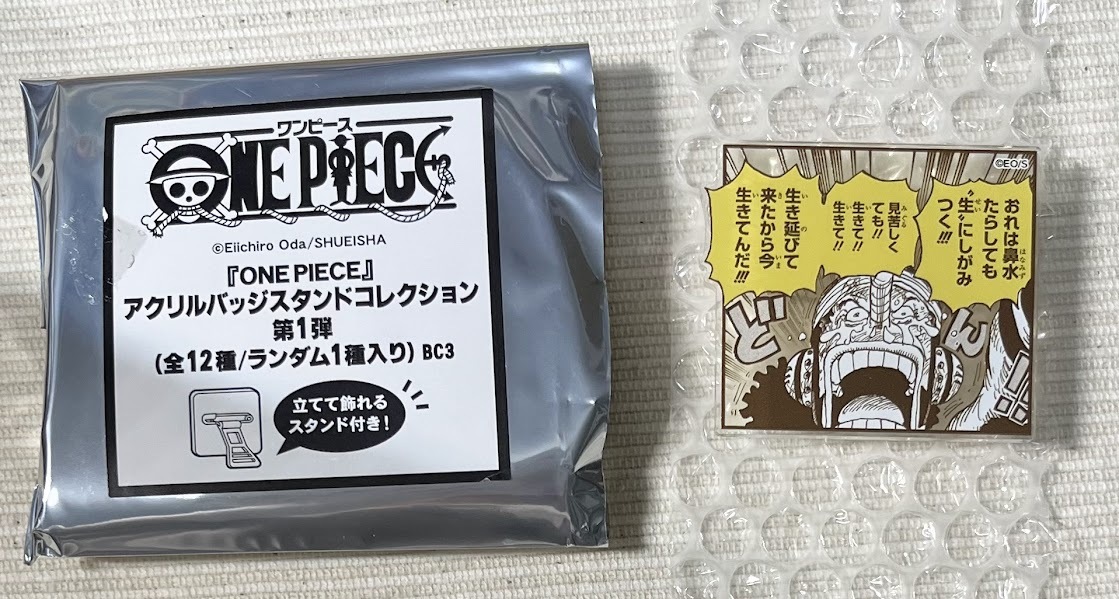 ワンピース
ONE PIECE
©Eiichiro Oda/SHUEISHA
『ONE PIECE』
アクリルバッジスタンドコレクション
第1弾
(全12種/ランダム1種入り) BC3
立てて飾れる
スタンド付き!
©EO/S
おれは鼻水
たらしても
“生”にしがみ
つく!!!
見苦しく
ても!!
生きて!!
生きて!!
生き延びて
来たから今
生きてんだ!!!
どん